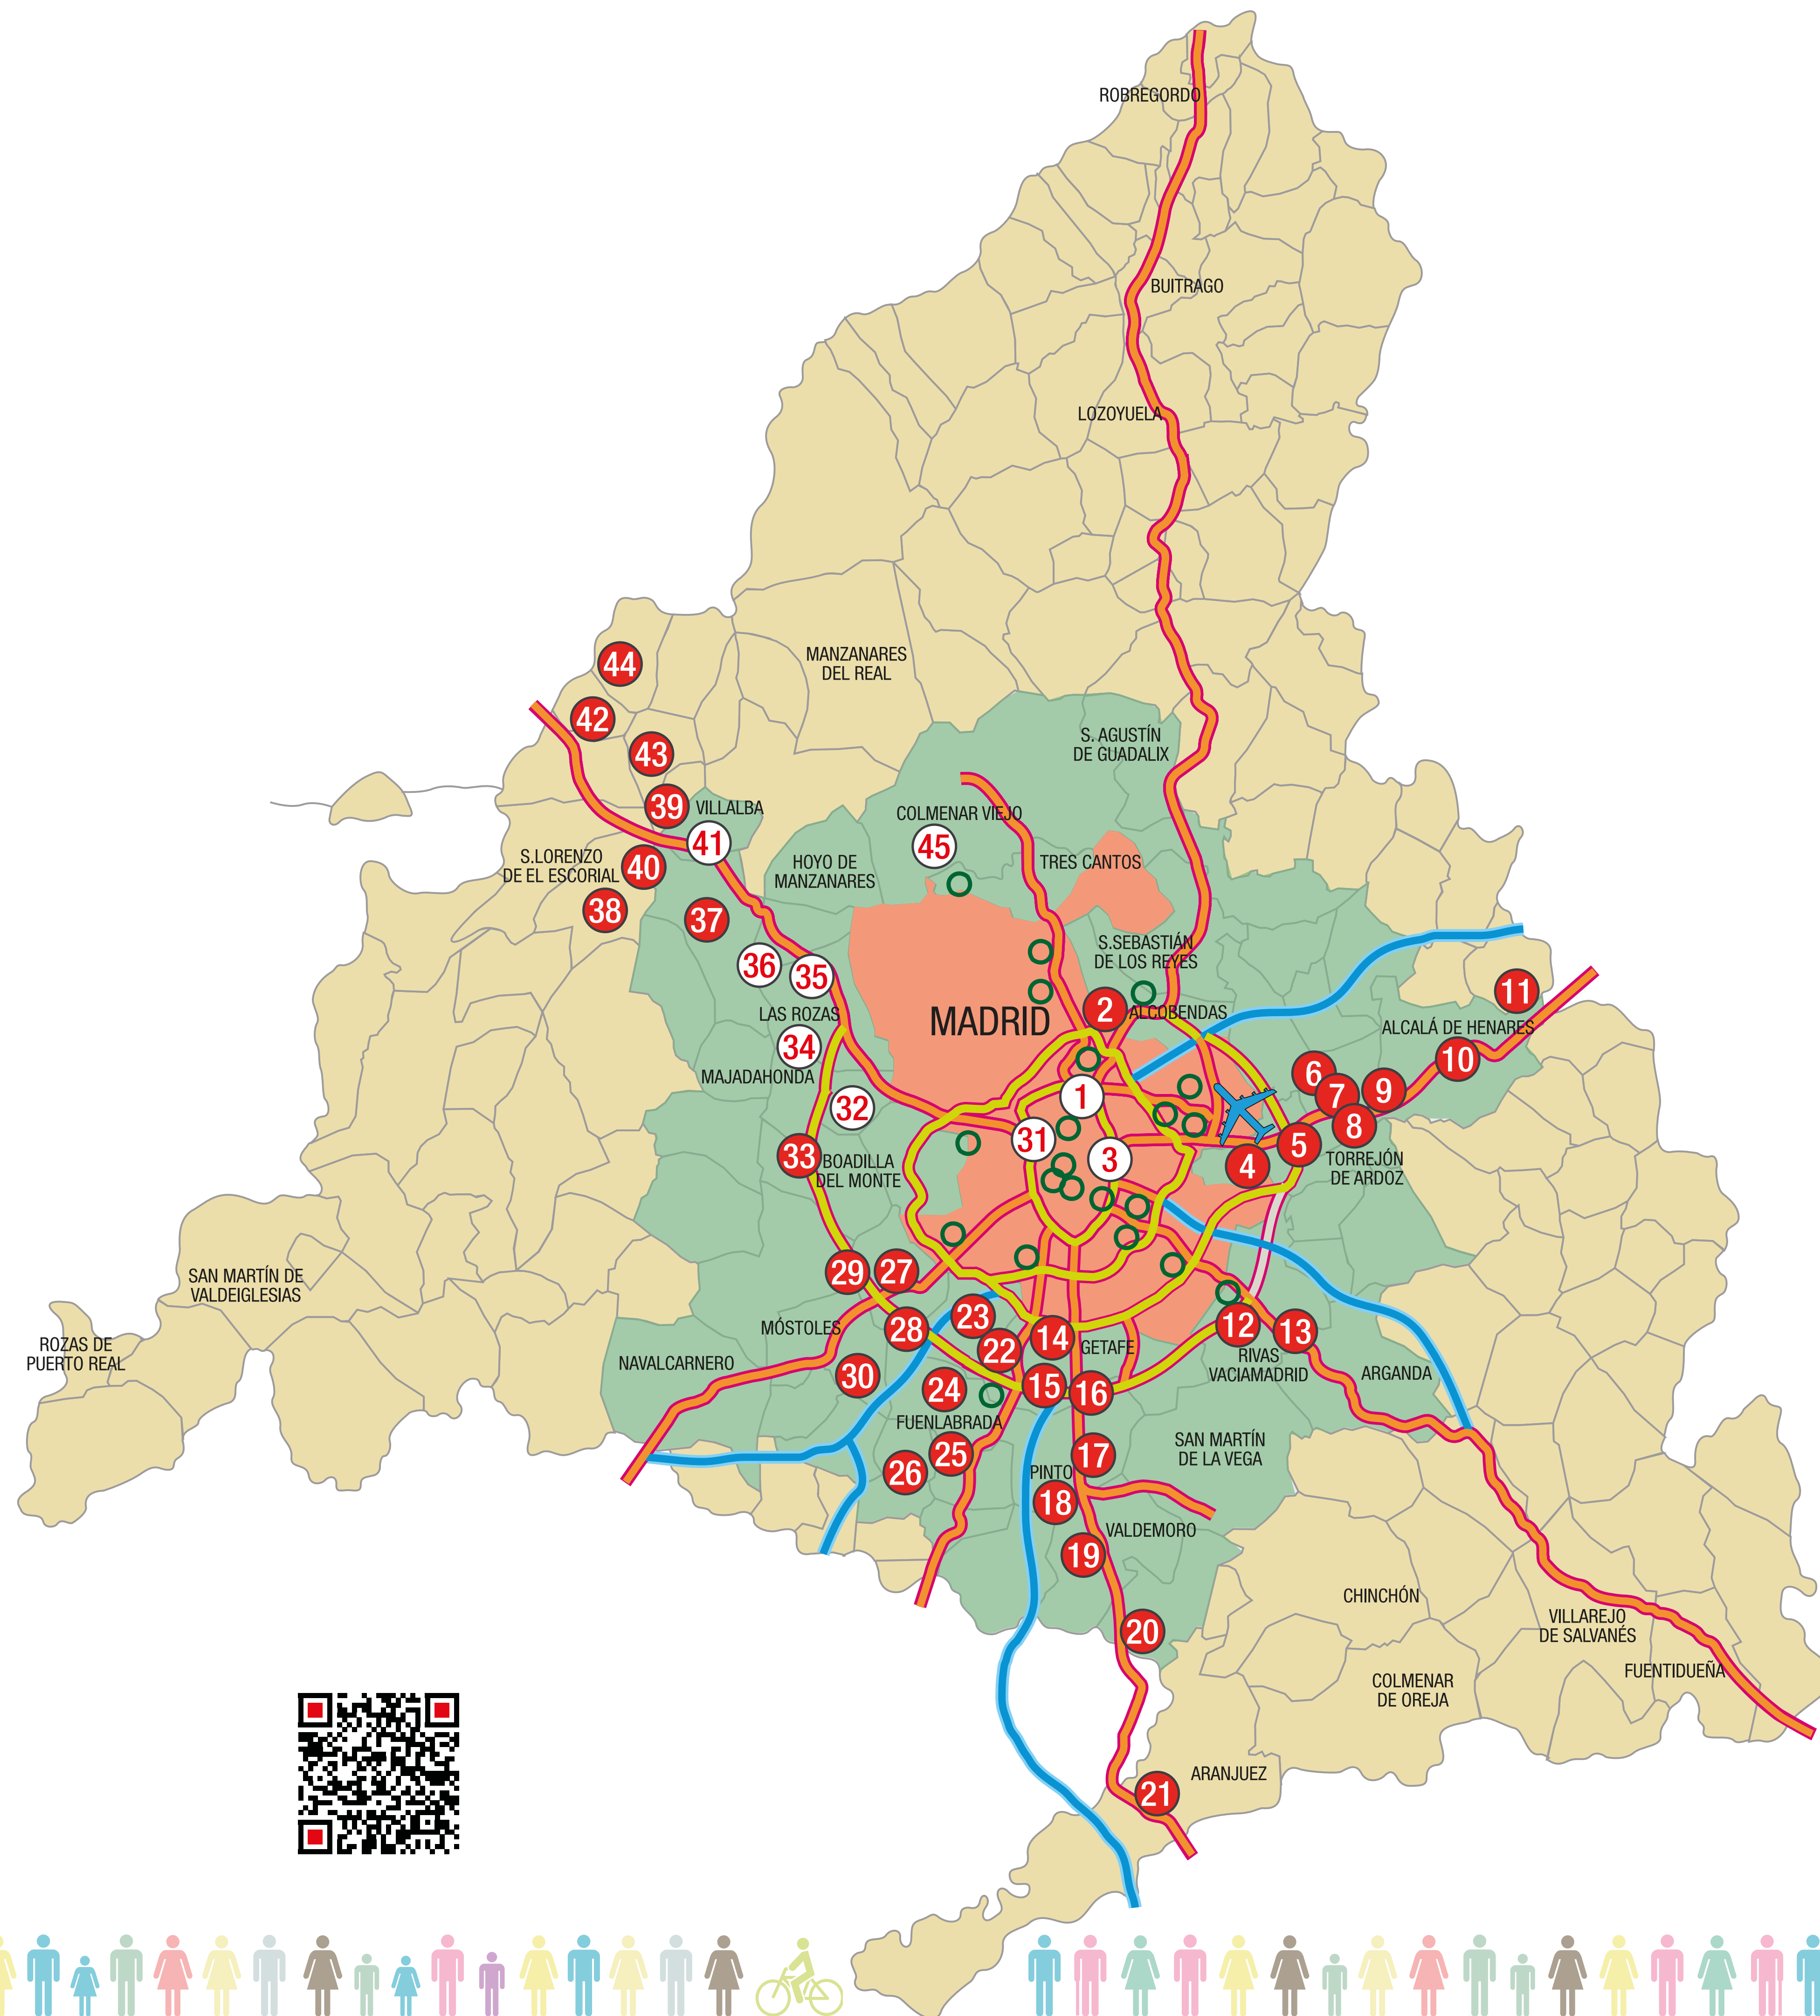 ROBREGORDO
BUITRAGO
LOZOYUELA
MANZANARES
DEL REAL
44
42
43
S. AGUSTÍN
DE GUADALIX
39
VILLALBA
41
COLMENAR VIEJO
45
S.LORENZO
DE EL ESCORIAL
40
HOYO DE
MANZANARES
TRES CANTOS
38
37
36
35
S.SEBASTIÁN
DE LOS REYES
11
LAS ROZAS
MADRID
2
ALCOBENDAS
ALCALÁ DE HENARES
34
10
MAJADAHONDA
6
7
9
32
1
8
31
33
BOADILLA
DEL MONTE
3
4
5
TORREJÓN
DE ARDOZ
SAN MARTÍN DE
VALDEIGLESIAS
29
27
ROZAS DE
PUERTO REAL
MÓSTOLES
28
23
22
14
GETAFE
12
13
RIVAS
VACIAMADRID
NAVALCARNERO
30
24
15
16
ARGANDA
FUENLABRADA
25
26
17
SAN MARTÍN
DE LA VEGA
PINTO
18
VALDEMORO
19
CHINCHÓN
20
VILLAREJO
DE SALVANÉS
COLMENAR
DE OREJA
FUENTIDUEÑA
ARANJUEZ
21